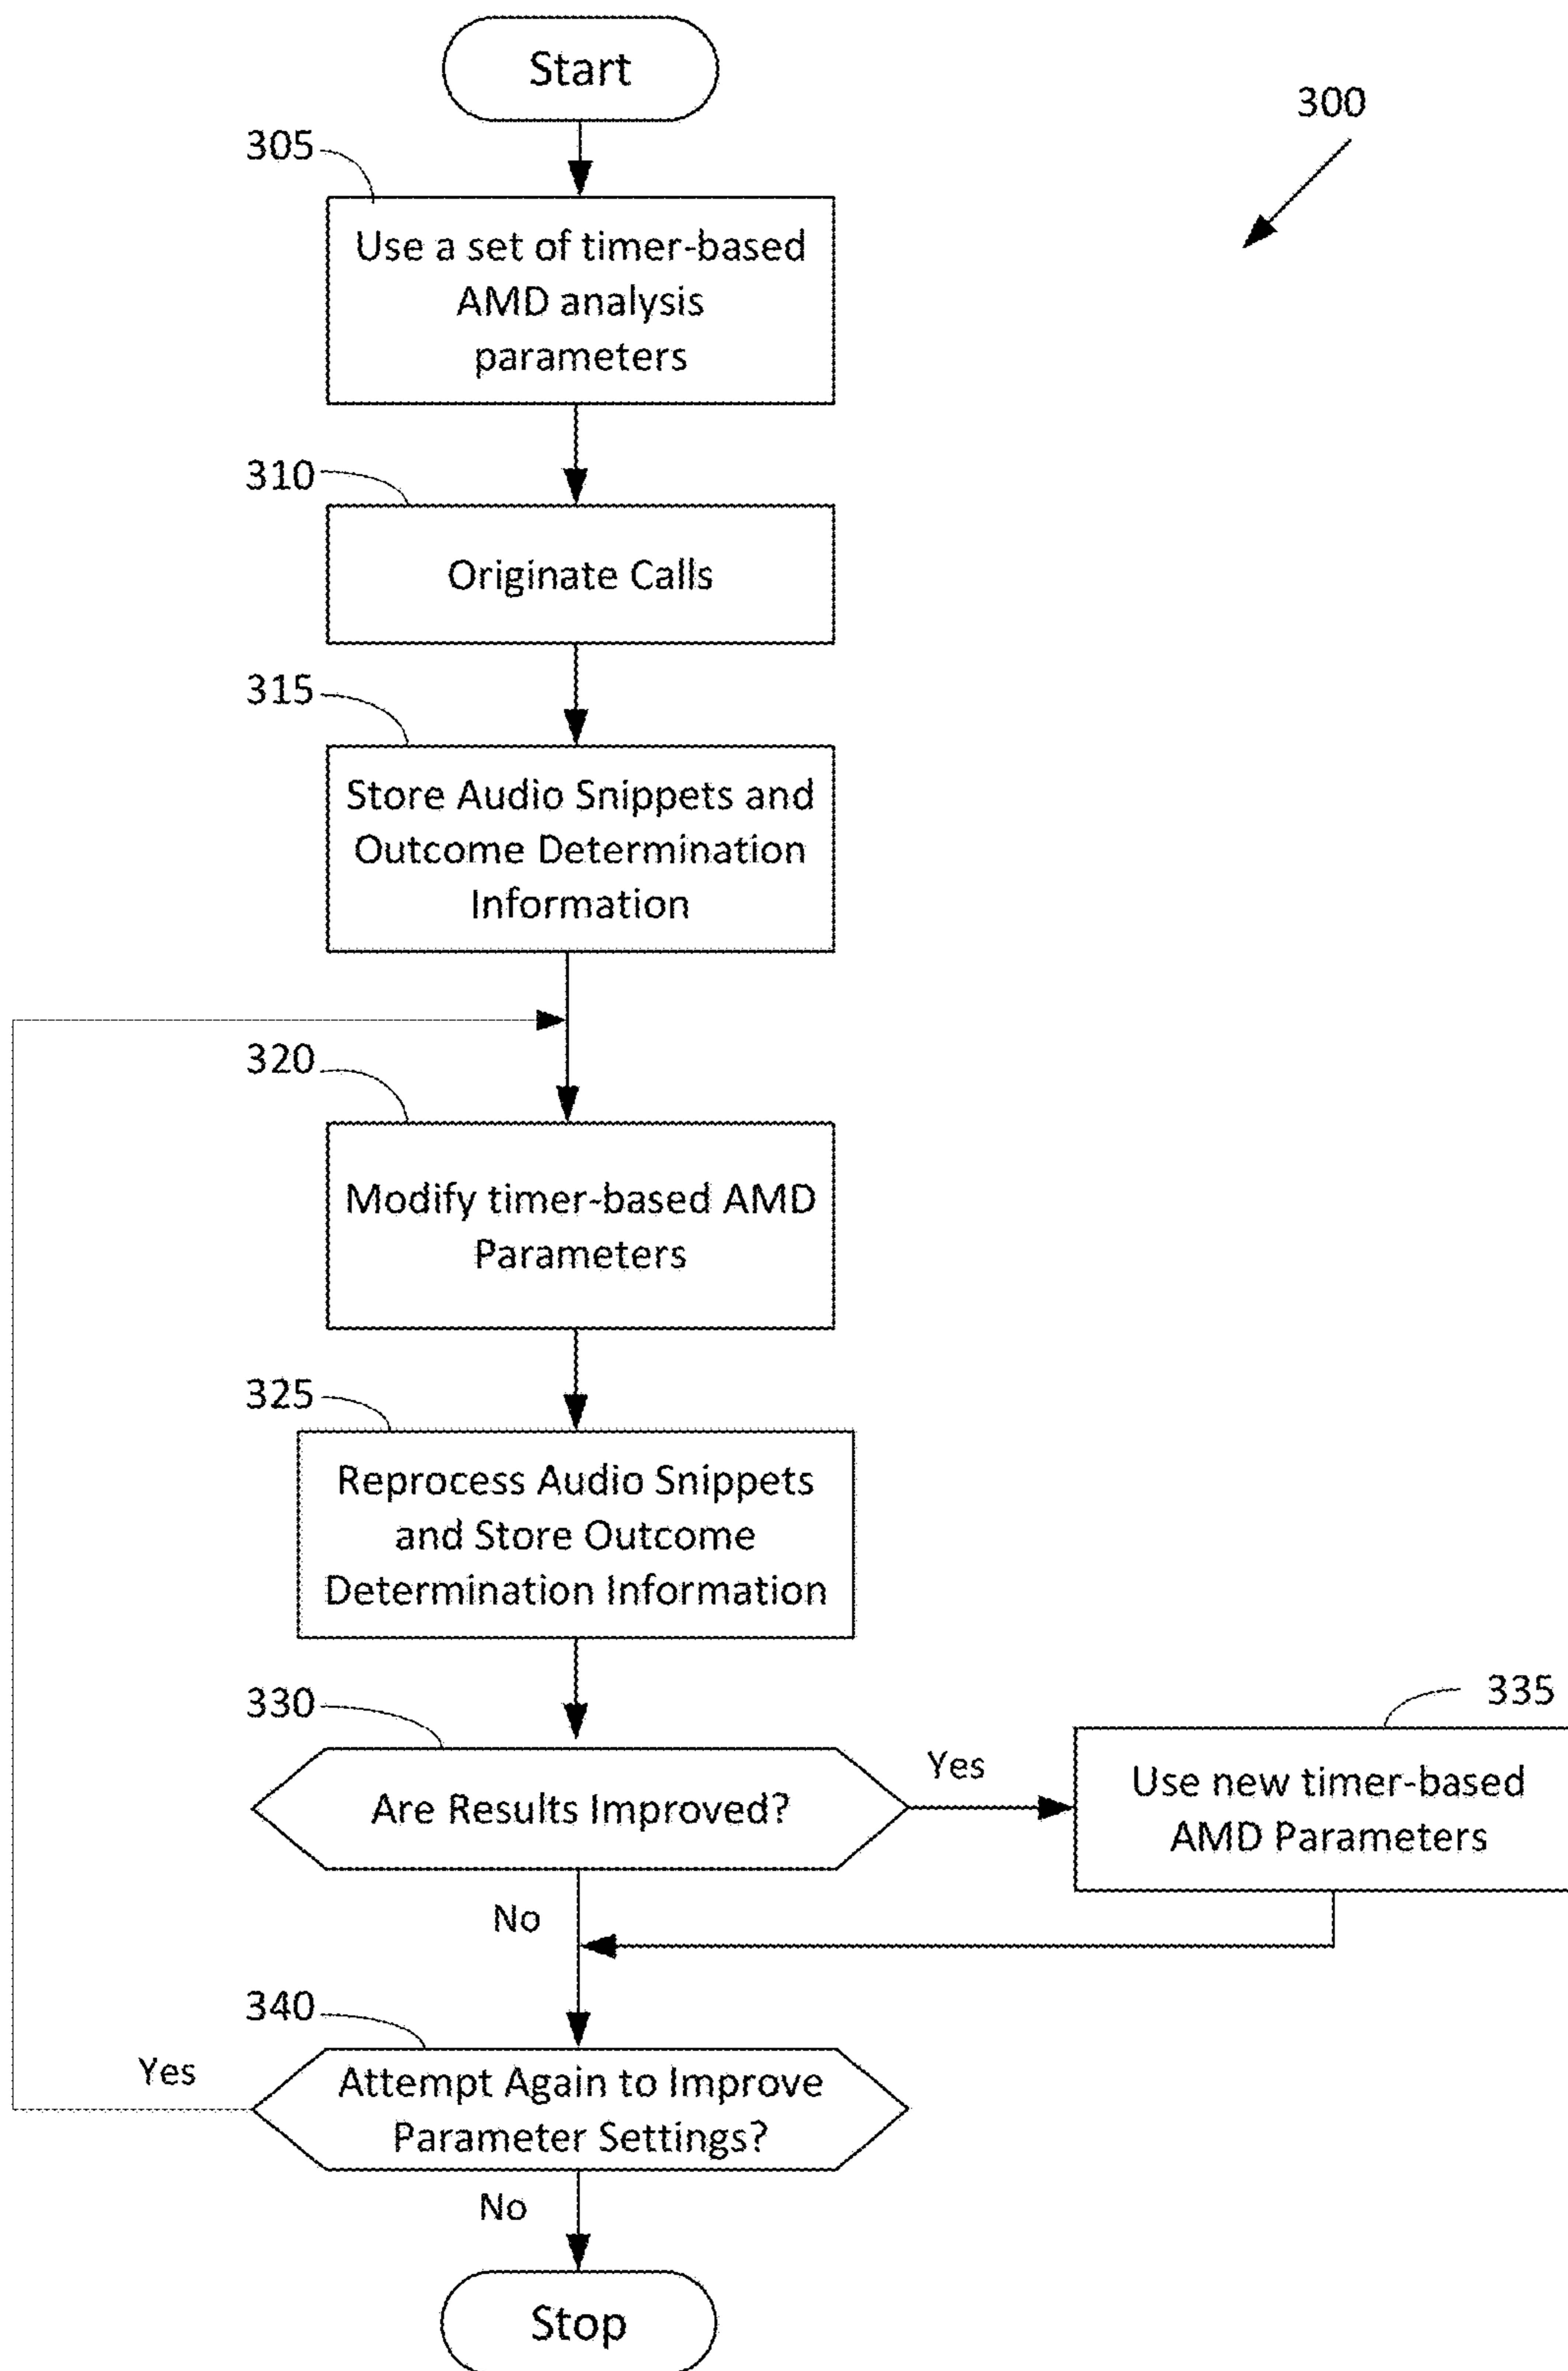 Start
300
305
Use a set of timer-based
AMD analysis
parameters
310
Originate Calls
315
Store Audio Snippets and
Outcome Determination
Information
320
Modify timer-based AMD
Parameters
325
Reprocess Audio Snippets
and Store Outcome
Determination Information
330
Are Results Improved?
Yes
335
Use new timer-based
AMD Parameters
No
340
Attempt Again to Improve
Parameter Settings?
Yes
No
Stop